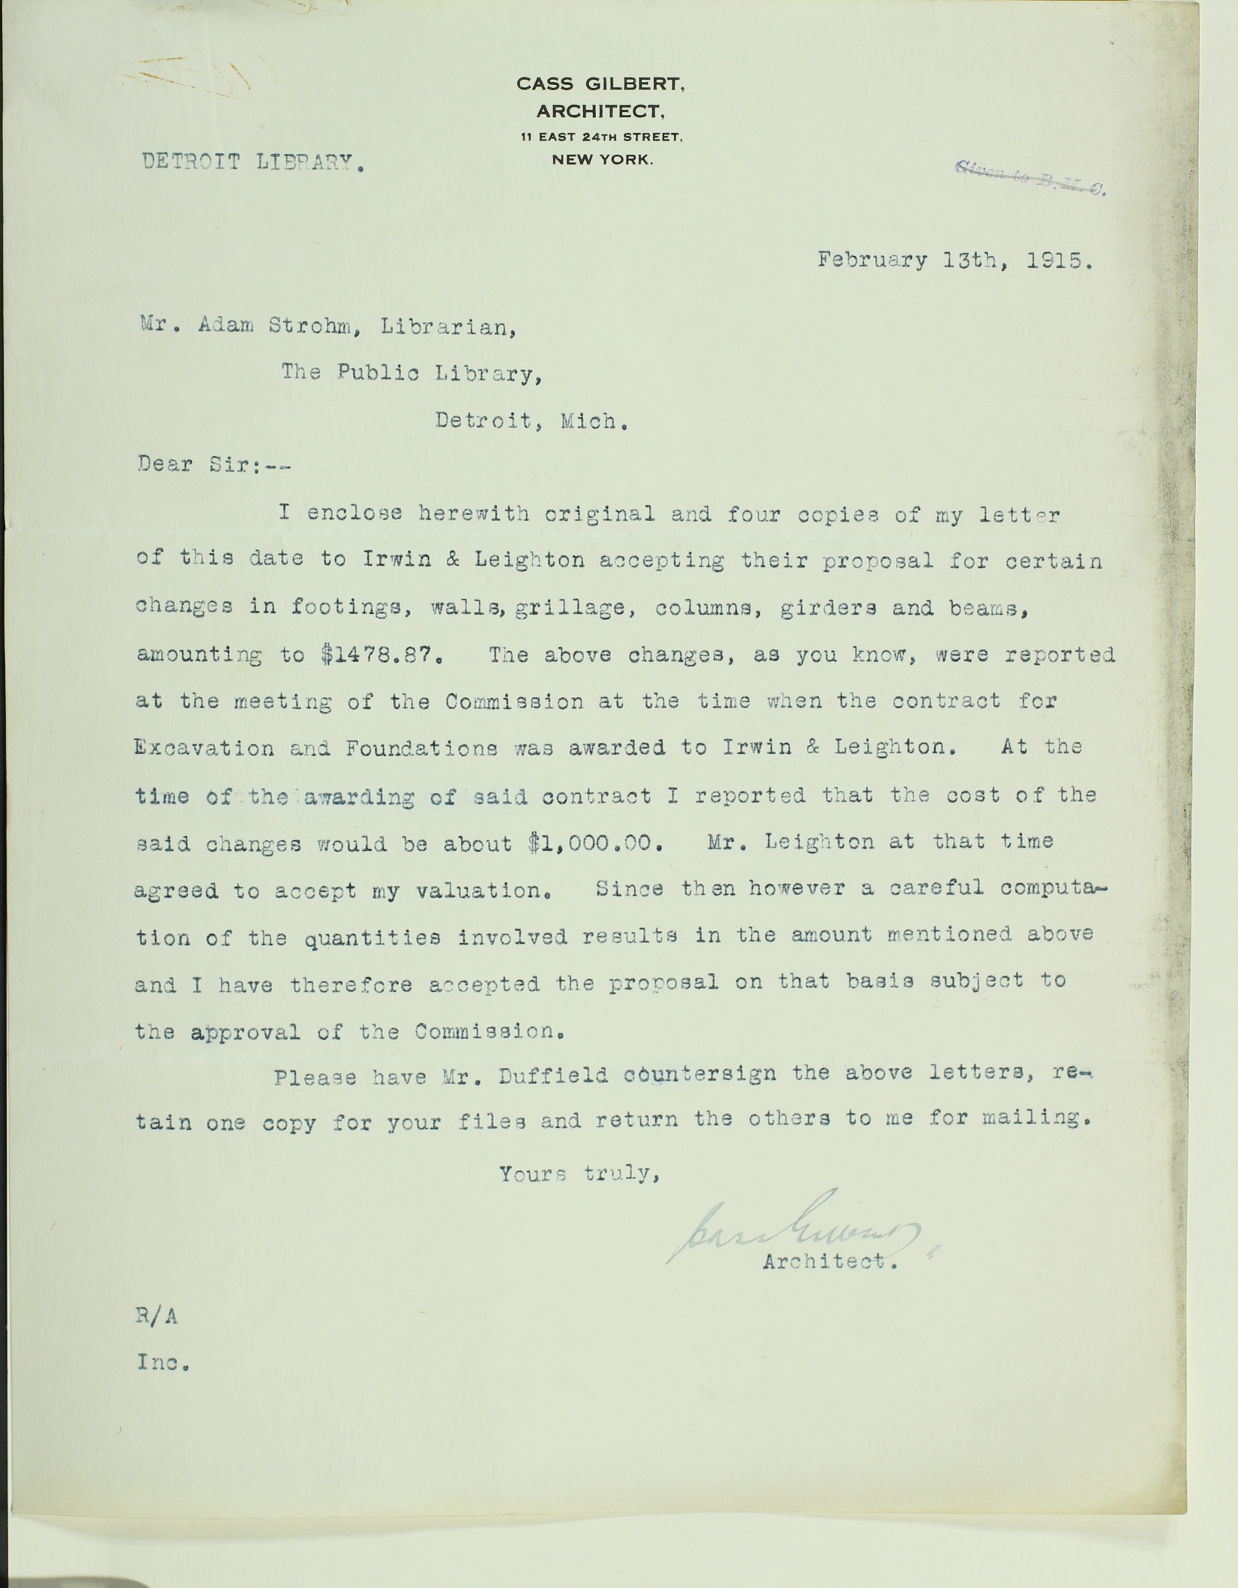 CASS GILBERT,
ARCHITECT,
11 EAST 24TH STREET,
NEW YORK.
DETROIT LIBRARY.
Given to B.M.C.
February 13th, 1915.
Mr. Adam Strohm, Librarian,
The Public Library,
Detroit, Mich.
Dear Sir:--
I enclose herewith original and four copies of my letter
of this date to Irwin & Leighton accepting their proposal for certain
changes in footings, walls, grillage, columns, girders and beams,
amounting to $1478.87. The above changes, as you know, were reported
at the meeting of the Commission at the time when the contract for
Excavation and Foundations was awarded to Irwin & Leighton. At the
time of the awarding of said contract I reported that the cost of the
said changes would be about $1,000.00. Mr. Leighton at that time
agreed to accept my valuation. Since then however a careful computa-
tion of the quantities involved results in the amount mentioned above
and I have therefore accepted the proposal on that basis subject to
the approval of the Commission.
Please have Mr. Duffield countersign the above letters, re-
tain one copy for your files and return the others to me for mailing.
Yours truly,
Cass Gilbert
Architect.
R/A
Inc.